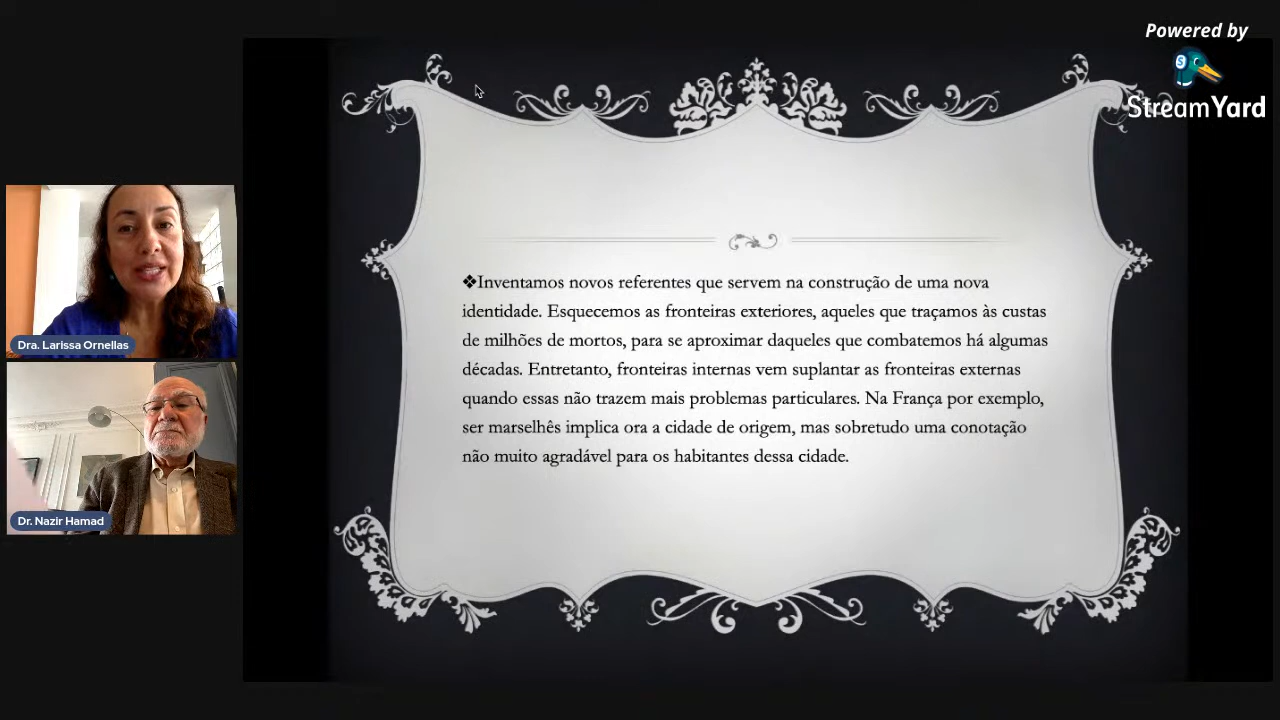 Powered by
StreamYard
❖Inventamos novos referentes que servem na construção de uma nova
identidade. Esquecemos as fronteiras exteriores, aqueles que traçamos às custas
de milhões de mortos, para se aproximar daqueles que combatemos há algumas
décadas. Entretanto, fronteiras internas vem suplantar as fronteiras externas
quando essas não trazem mais problemas particulares. Na França por exemplo,
ser marselhês implica ora a cidade de origem, mas sobretudo uma conotação
não muito agradável para os habitantes dessa cidade.
Dra. Larissa Ornellas
Dr. Nazir Hamad